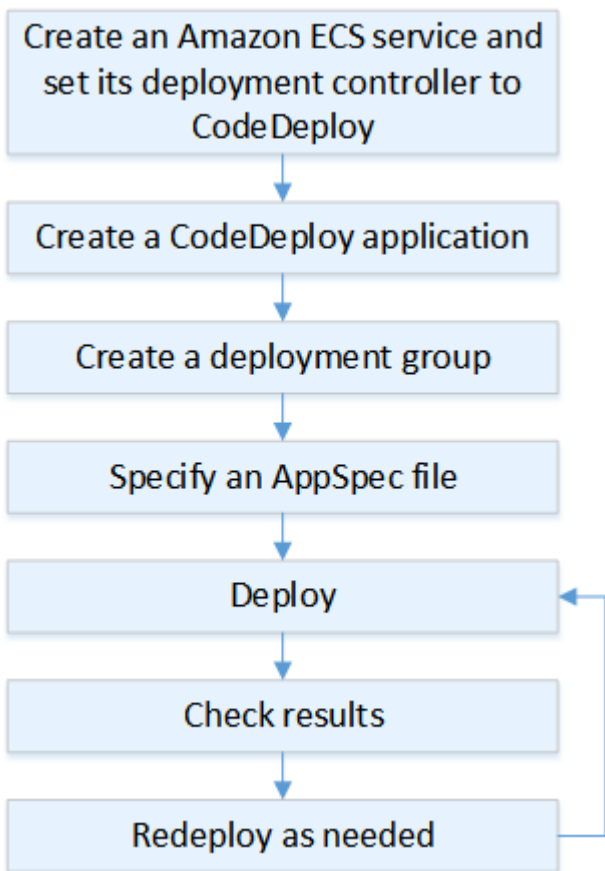 Create an Amazon ECS service and
set its deployment controller to
CodeDeploy
Create a CodeDeploy application
Create a deployment group
Specify an AppSpec file
Deploy
Check results
Redeploy as needed